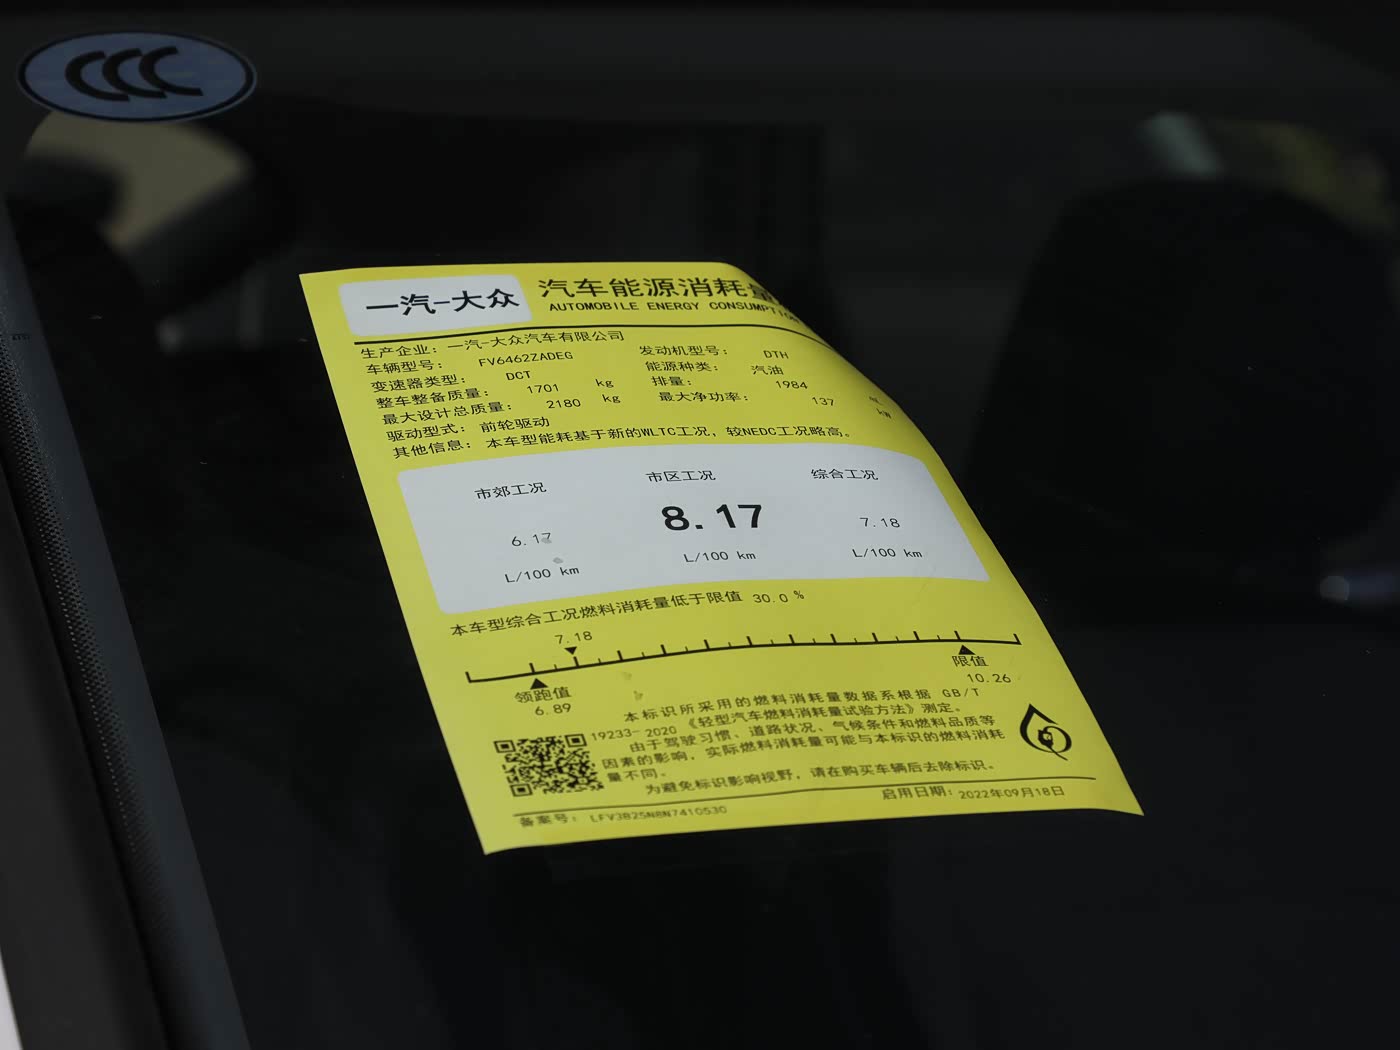 CCC
一汽-大众
汽车能源消耗量
AUTOMOBILE ENERGY CONSUMPTION
生产企业: 一汽-大众汽车有限公司
车辆型号: FV6462ZADEG 发动机型号: DTH
变速器类型: DCT 能源种类: 汽油
整车整备质量: 1701 kg 排量: 1984 mL
最大设计总质量: 2180 kg 最大净功率: 137 kW
驱动型式: 前轮驱动
其他信息: 本车型能耗基于新的WLTC工况, 较NEDC工况略高。
市郊工况 市区工况 综合工况
6.17 8.17 7.18
L/100 km L/100 km L/100 km
本车型综合工况燃料消耗量低于限值 30.0 %
7.18
领跑值 限值
6.89 10.26
本标识所采用的燃料消耗量数据系根据 GB/T
19233-2020 《轻型汽车燃料消耗量试验方法》测定。
由于驾驶习惯、道路状况、气候条件和燃料品质等
因素的影响, 实际燃料消耗量可能与本标识的燃料消耗
量不同。
为避免标识影响视野, 请在购买车辆后去除标识。
备案号: LFV3B25N8N7410530 启用日期: 2022年09月18日